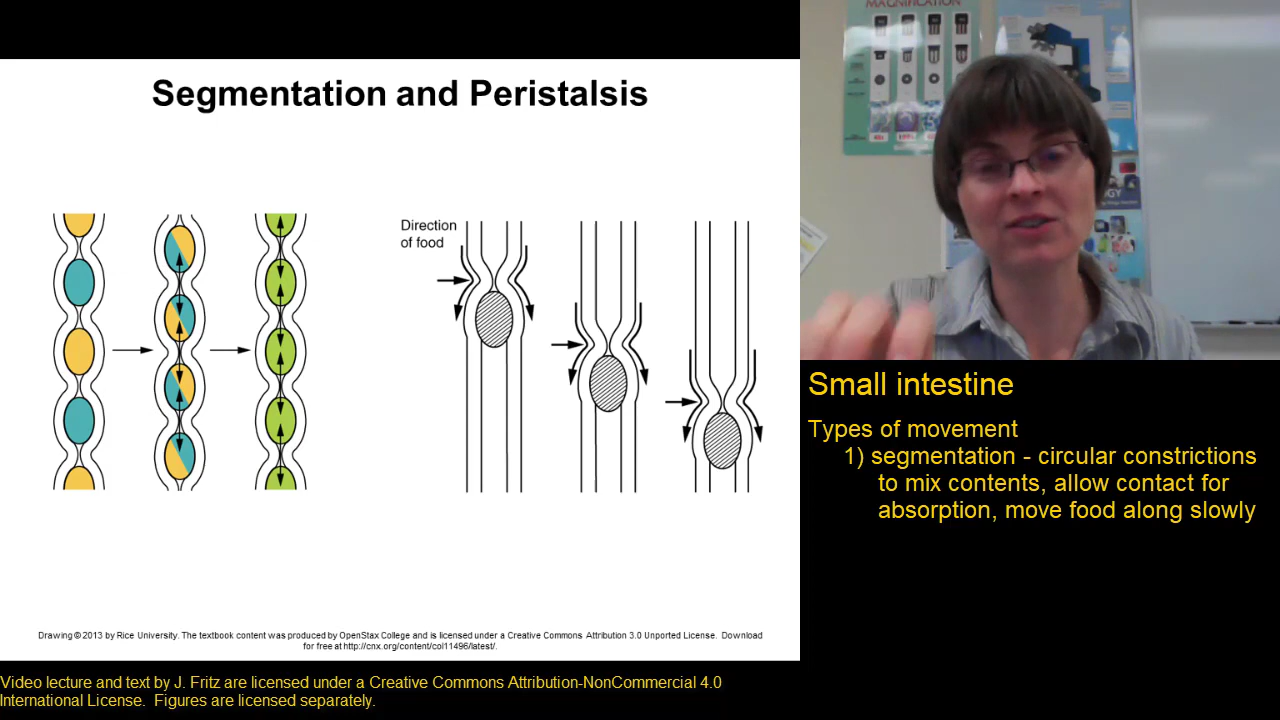 MAGNIFICATION
Segmentation and Peristalsis
Direction
of food
Small intestine
Types of movement
1) segmentation - circular constrictions
to mix contents, allow contact for
absorption, move food along slowly
Drawing © 2013 by Rice University. The textbook content was produced by OpenStax College and is licensed under a Creative Commons Attribution 3.0 Unported License. Download
for free at http://cnx.org/content/col11496/latest/.
Video lecture and text by J. Fritz are licensed under a Creative Commons Attribution-NonCommercial 4.0
International License. Figures are licensed separately.